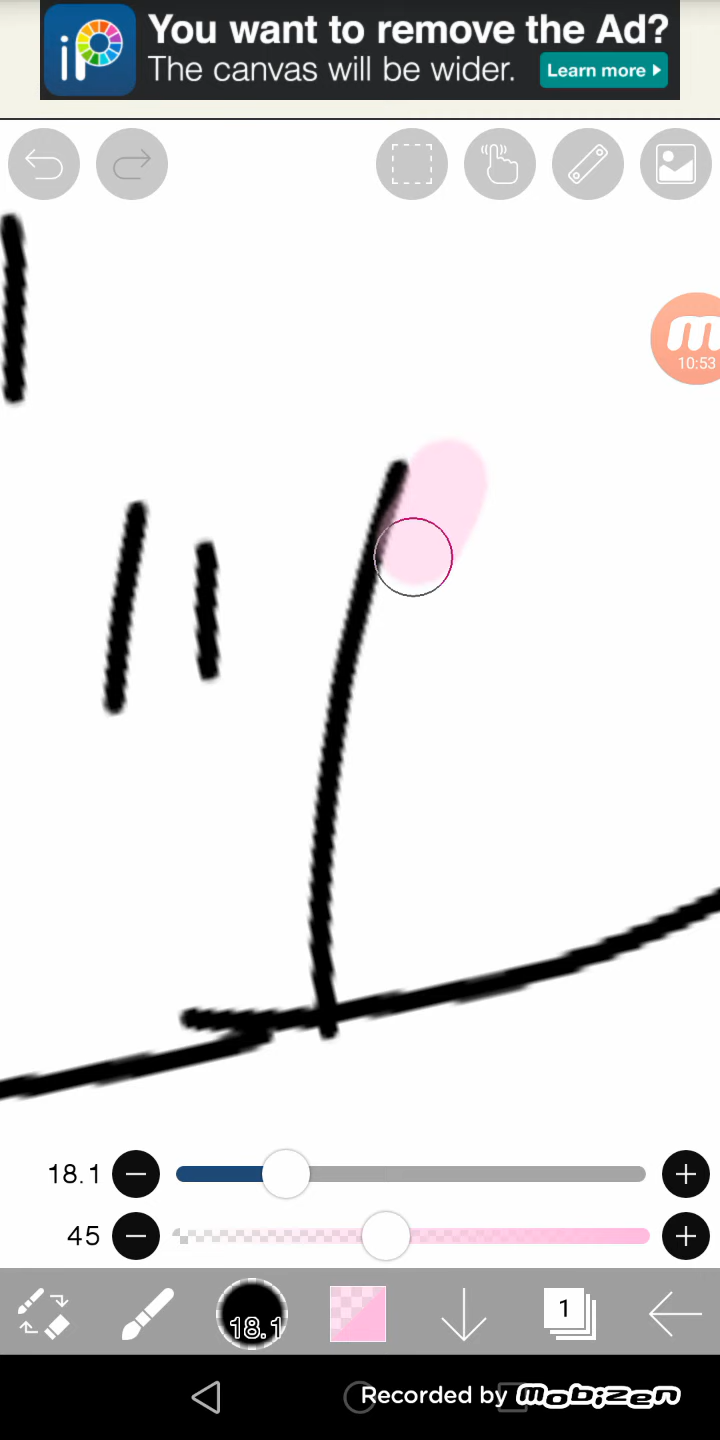 iP You want to remove the Ad?
The canvas will be wider. Learn more
10:53
18.1
45
18.1
1
Recorded by mobizen